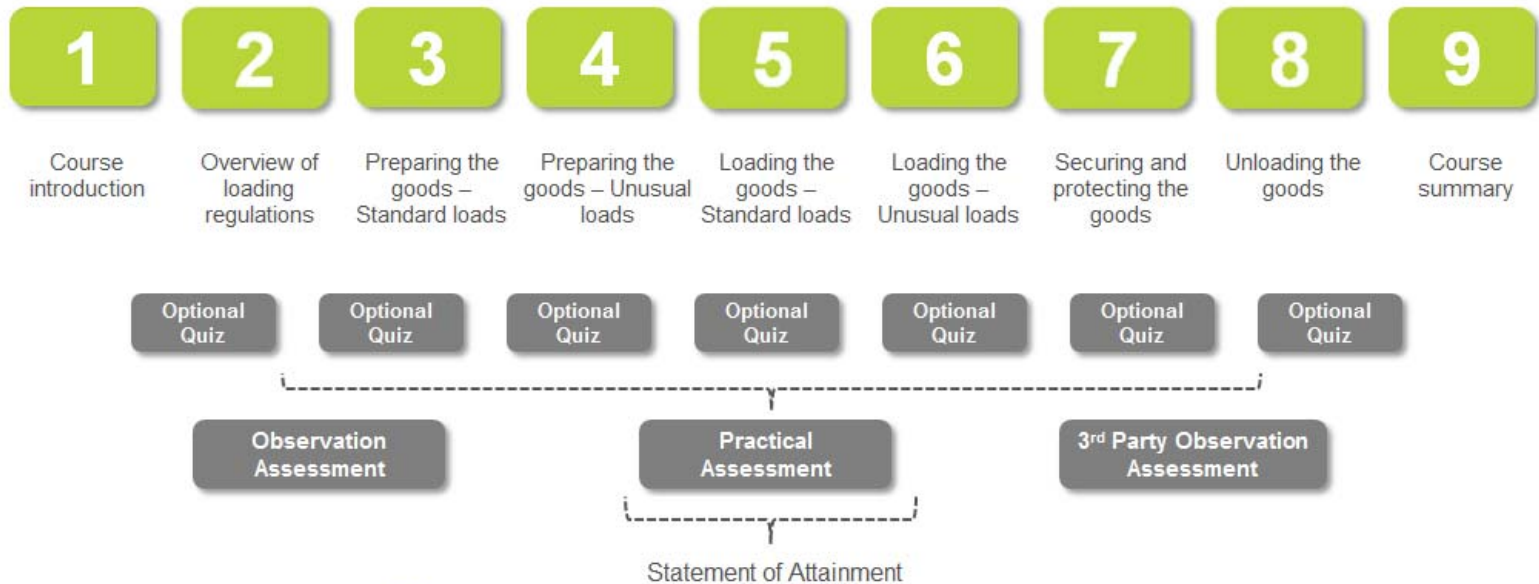 1
2
3
4
5
6
7
8
9
Course
introduction
Overview of
loading
regulations
Preparing the
goods –
Standard loads
Preparing the
goods – Unusual
loads
Loading the
goods –
Standard loads
Loading the
goods –
Unusual loads
Securing and
protecting the
goods
Unloading the
goods
Course
summary
Optional
Quiz
Optional
Quiz
Optional
Quiz
Optional
Quiz
Optional
Quiz
Optional
Quiz
Optional
Quiz
Observation
Assessment
Practical
Assessment
3rd Party Observation
Assessment
Statement of Attainment